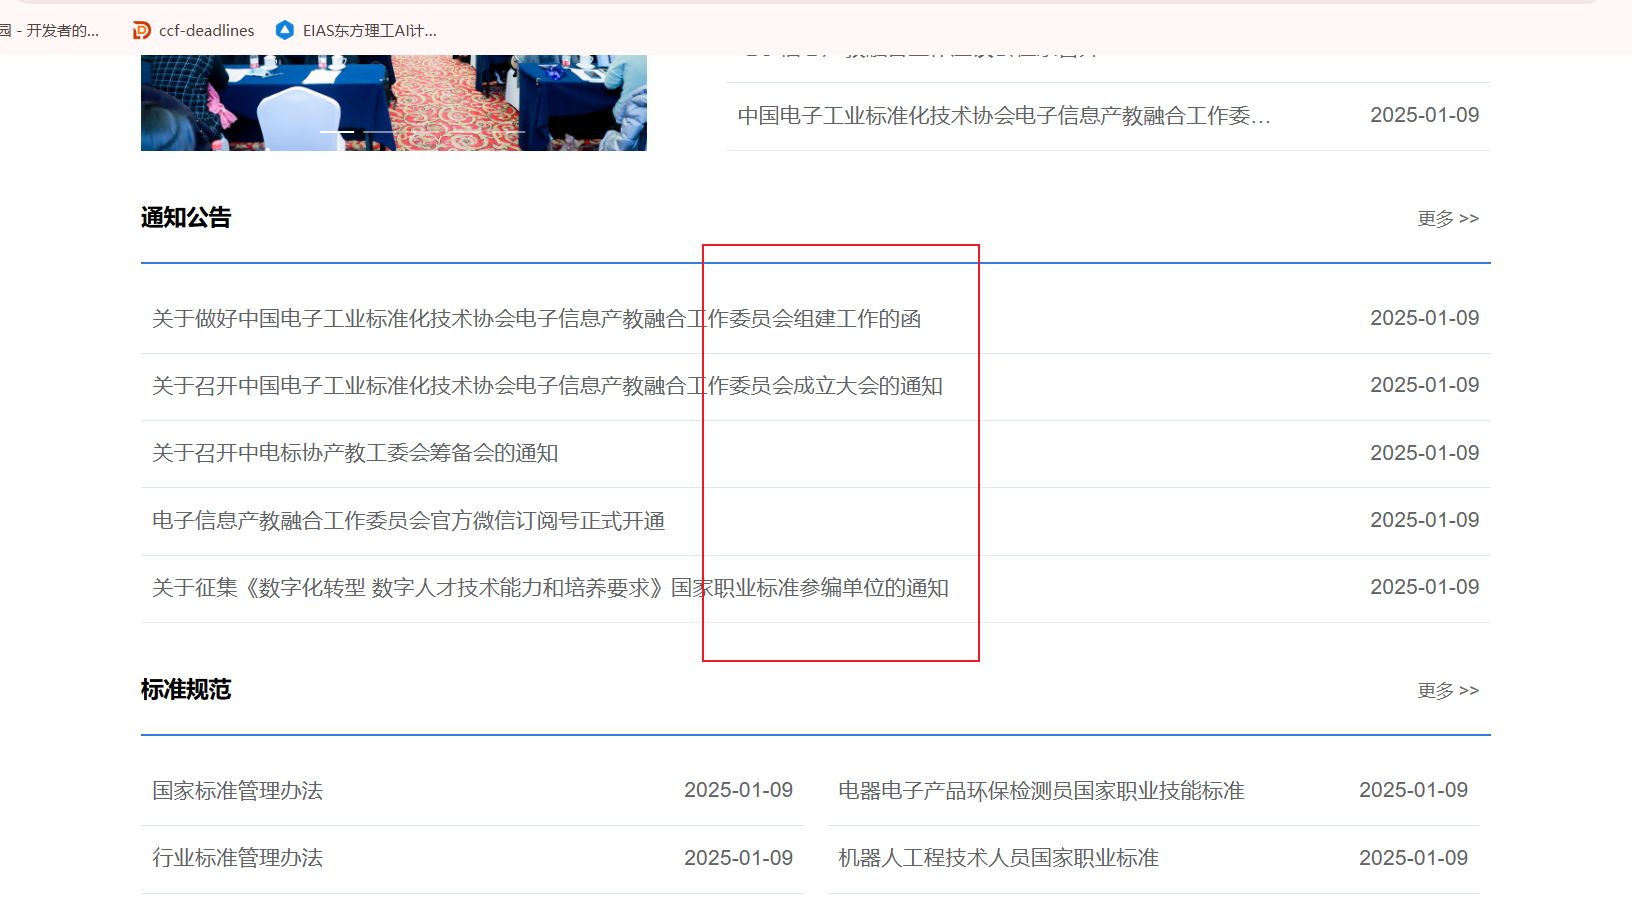 园 - 开发者的...
ccf-deadlines
EIAS东方理工AI计...
中国电子工业标准化技术协会电子信息产教融合工作委...
2025-01-09
通知公告
更多 >>
关于做好中国电子工业标准化技术协会电子信息产教融合工作委员会组建工作的函
2025-01-09
关于召开中国电子工业标准化技术协会电子信息产教融合工作委员会成立大会的通知
2025-01-09
关于召开中电标协产教工委会筹备会的通知
2025-01-09
电子信息产教融合工作委员会官方微信订阅号正式开通
2025-01-09
关于征集《数字化转型 数字人才技术能力和培养要求》国家职业标准参编单位的通知
2025-01-09
标准规范
更多 >>
国家标准管理办法
2025-01-09
电器电子产品环保检测员国家职业技能标准
2025-01-09
行业标准管理办法
2025-01-09
机器人工程技术人员国家职业标准
2025-01-09